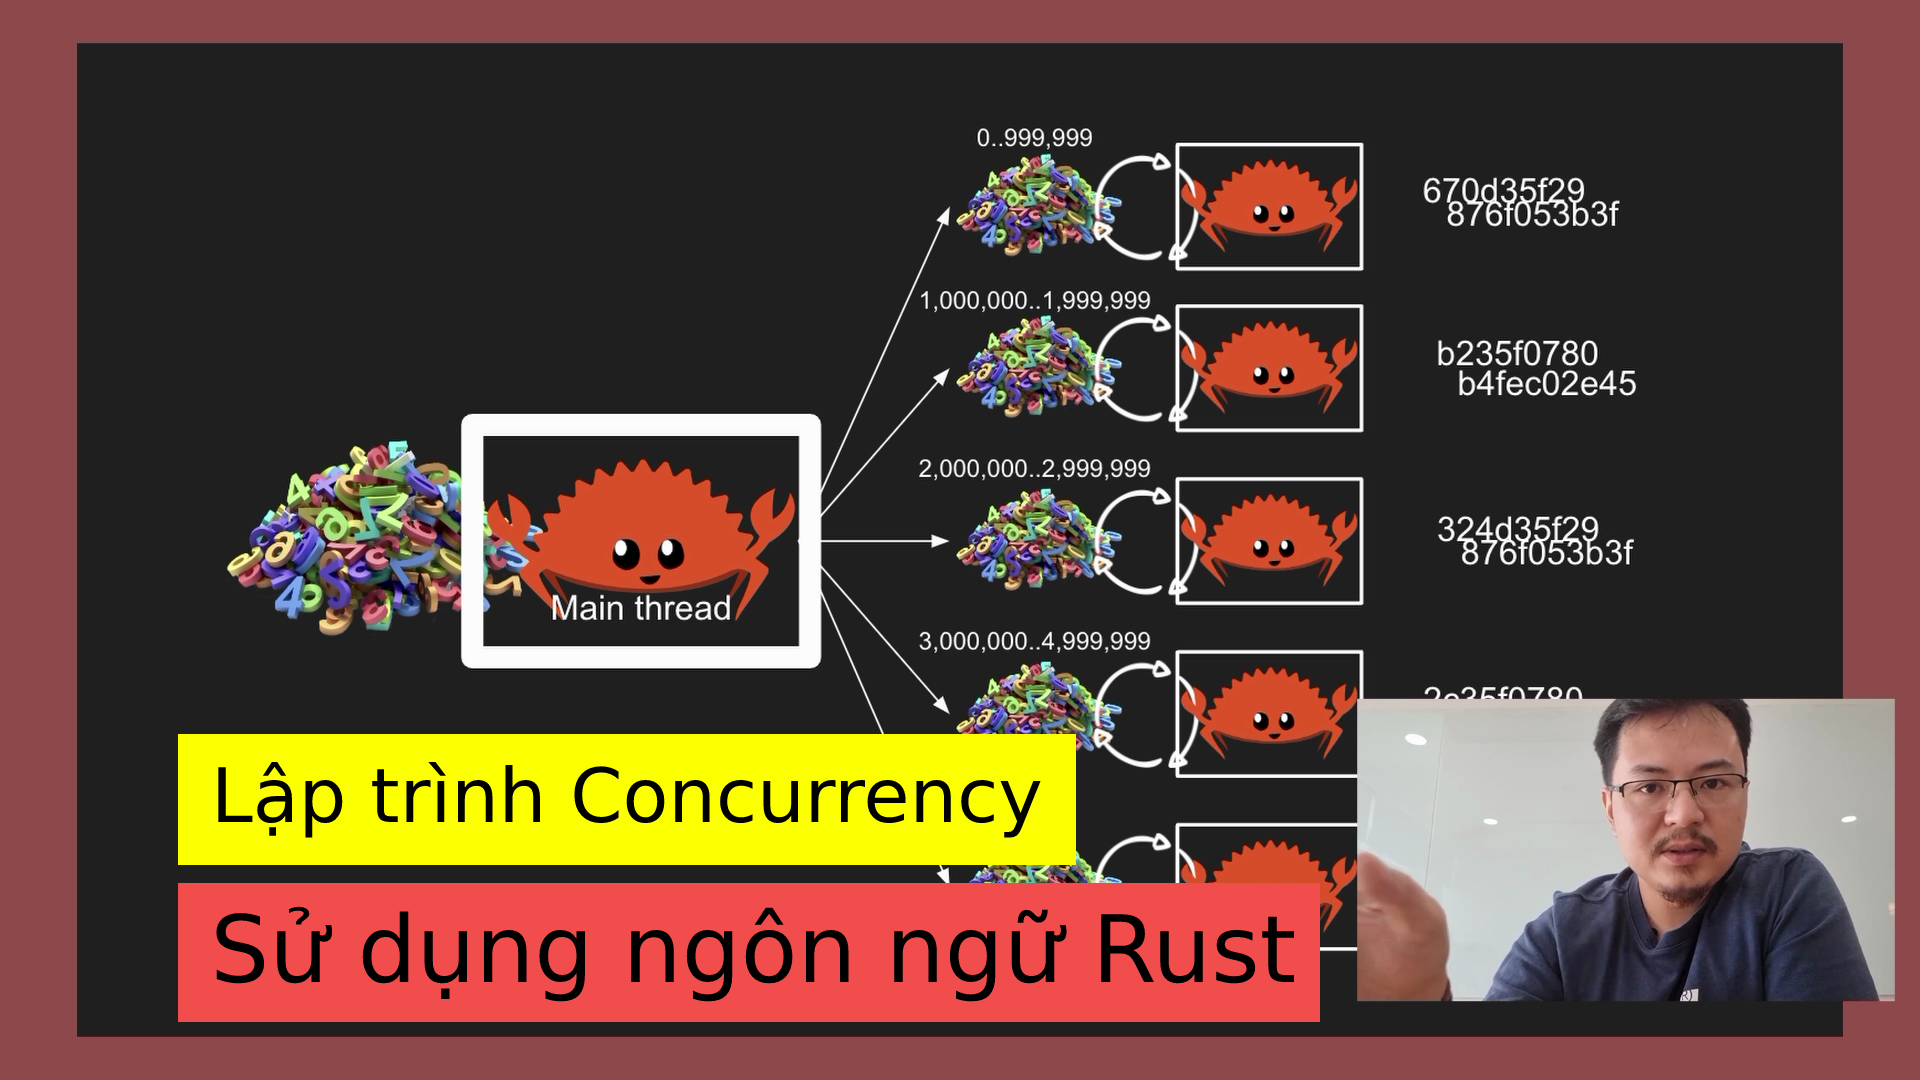 0..999,999
670d35f29
876f053b3f
1,000,000..1,999,999
b235f0780
b4fec02e45
2,000,000..2,999,999
324d35f29
876f053b3f
Main thread
3,000,000..4,999,999
Lập trình Concurrency
Sử dụng ngôn ngữ Rust